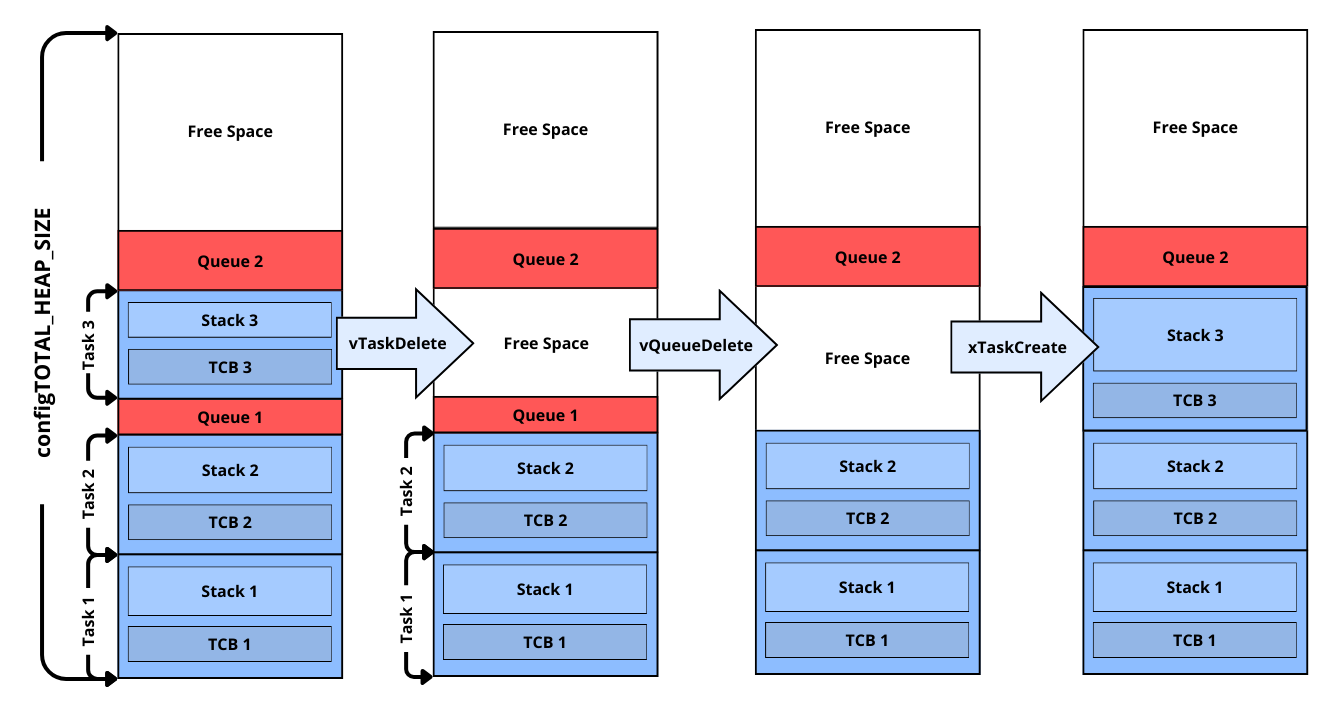 configTOTAL_HEAP_SIZE
Free Space
Queue 2
Task 3
Stack 3
TCB 3
Queue 1
Task 2
Stack 2
TCB 2
Task 1
Stack 1
TCB 1
vTaskDelete
Free Space
Queue 2
Free Space
Queue 1
Task 2
Stack 2
TCB 2
Task 1
Stack 1
TCB 1
vQueueDelete
Free Space
Queue 2
Free Space
Stack 2
TCB 2
Stack 1
TCB 1
xTaskCreate
Free Space
Queue 2
Stack 3
TCB 3
Stack 2
TCB 2
Stack 1
TCB 1